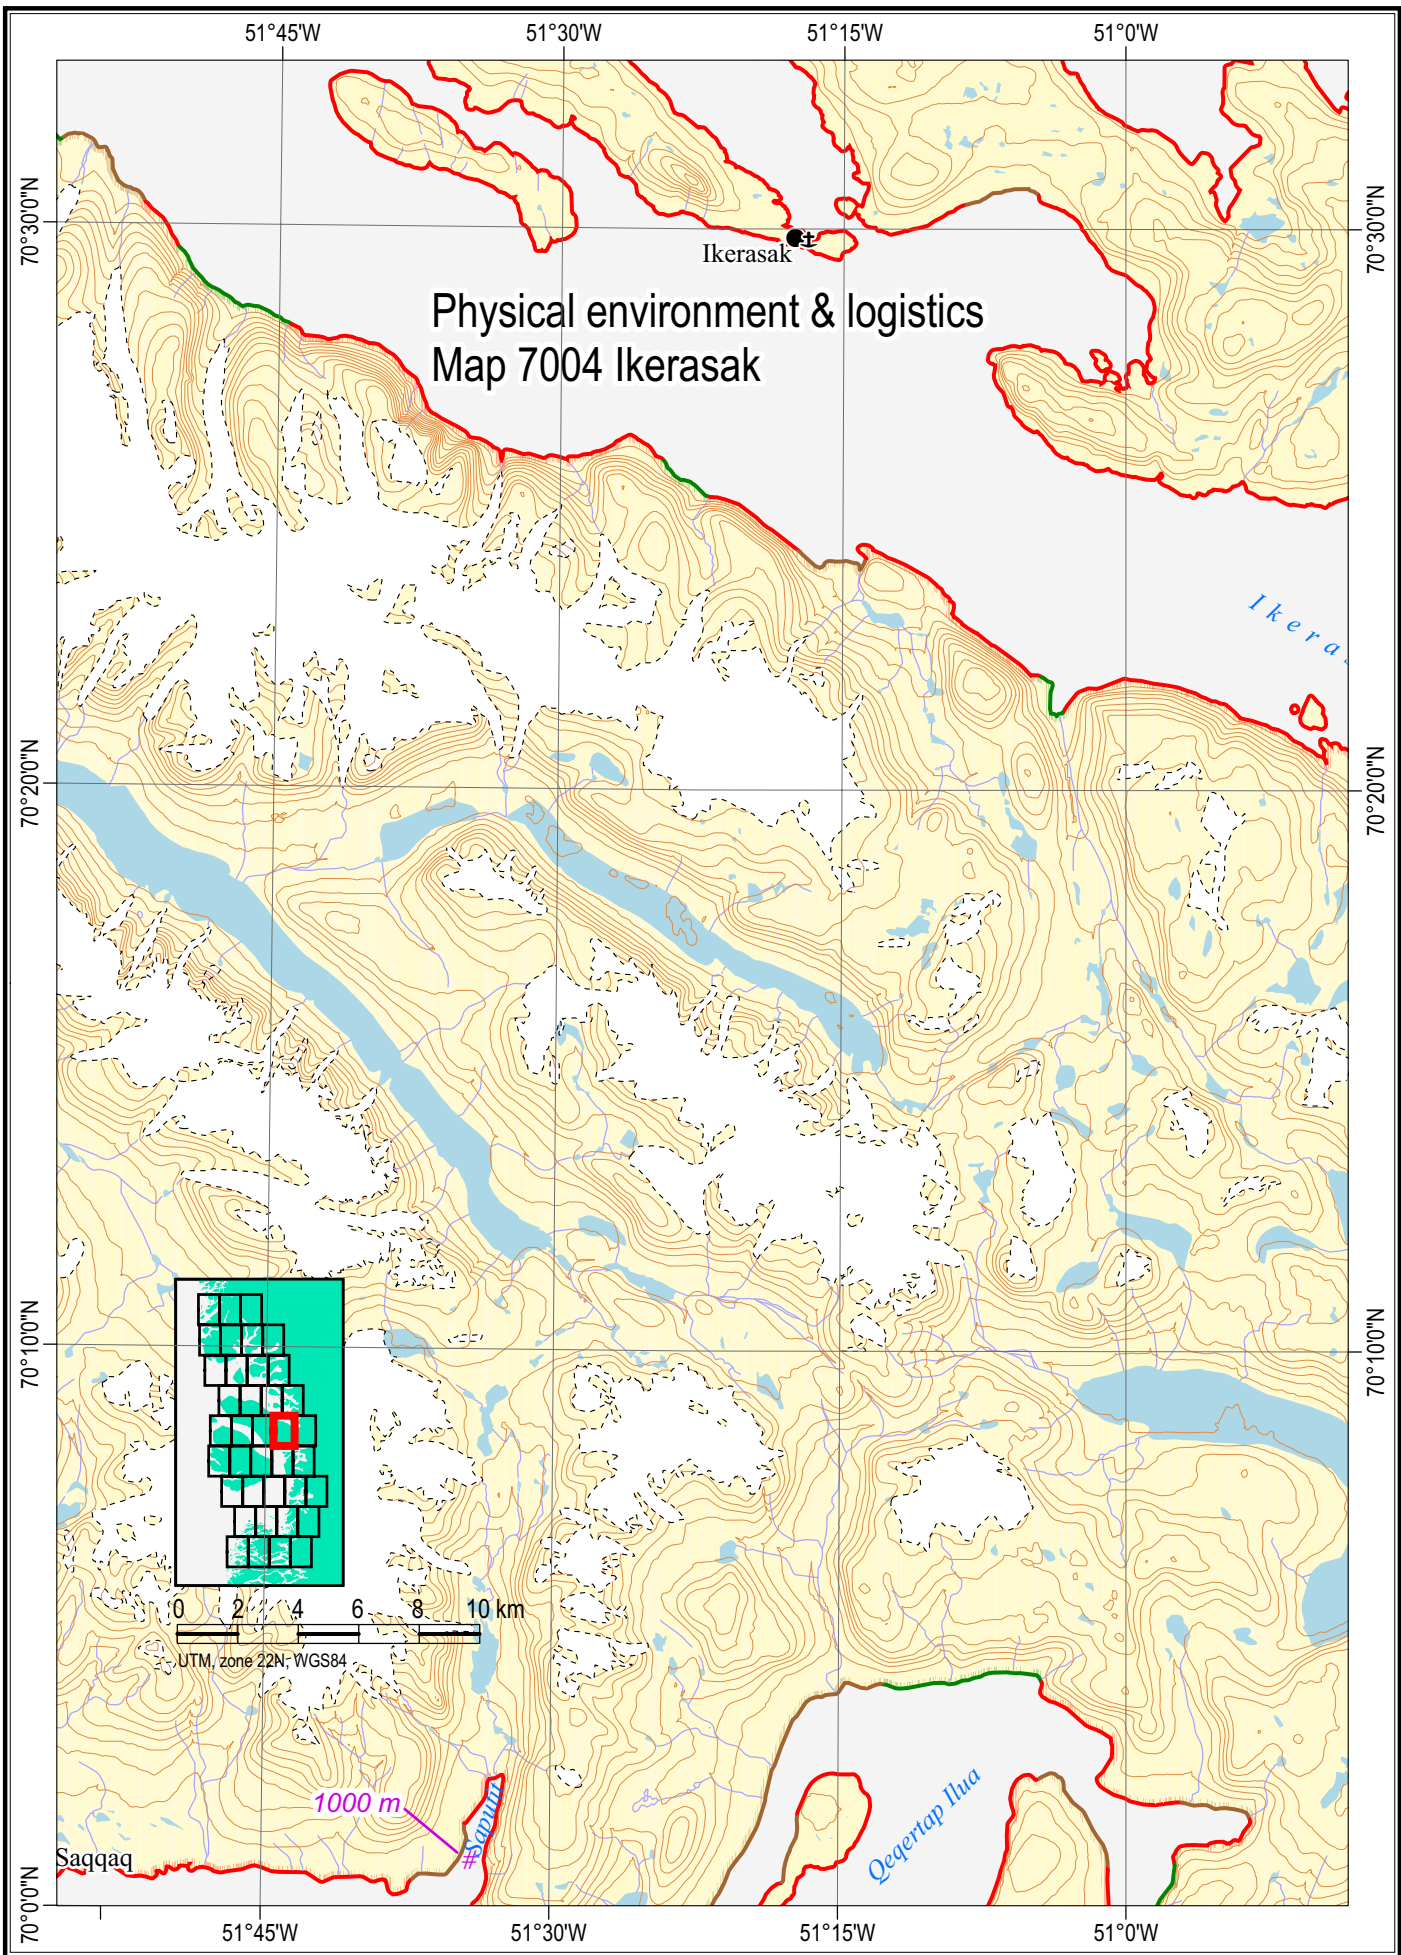 51°45'W 51°30'W 51°15'W 51°0'W
70°30'0"N 70°30'0"N
Ikerasak
Physical environment & logistics
Map 7004 Ikerasak
Ikeras
70°20'0"N 70°20'0"N
70°10'0"N 70°10'0"N
0 2 4 6 8 10 km
UTM, zone 22N, WGS84
1000 m
#
Sapuut
Qeqertap Ilua
Saqqaq
70°0'0"N
51°45'W 51°30'W 51°15'W 51°0'W